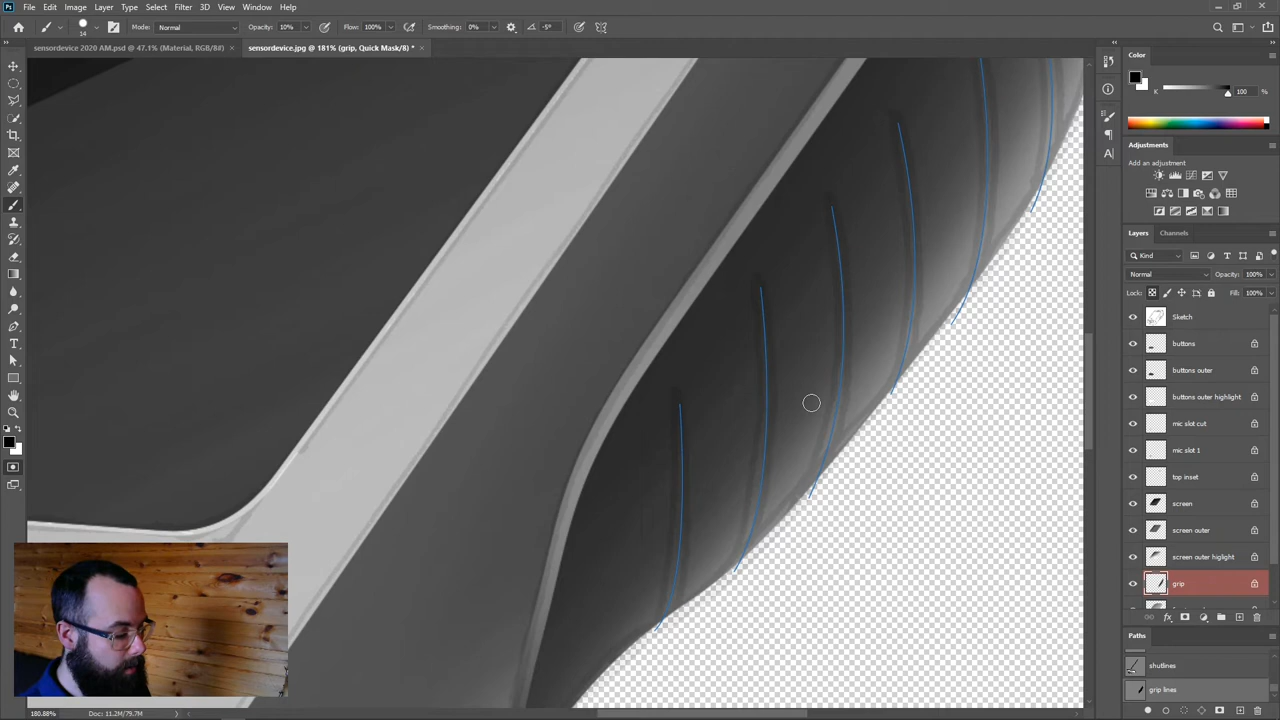 File Edit Image Layer Type Select Filter 3D View Window Help
14 Mode: Normal Opacity: 10% Flow: 100% Smoothing: 0% -5°
sensordevice 2020 AM.psd @ 47.1% (Material, RGB/8#) × sensordevice.jpg @ 181% (grip, Quick Mask/8) * ×
Color
K 100 %
Adjustments
Add an adjustment
Layers Channels
Kind
Normal Opacity: 100%
Lock: Fill: 100%
Sketch
buttons
buttons outer
buttons outer highlight
mic slot cut
mic slot 1
top inset
screen
screen outer
screen outer higlight
grip
Paths
shutlines
grip lines
180.88% Doc: 11.2M/79.7M